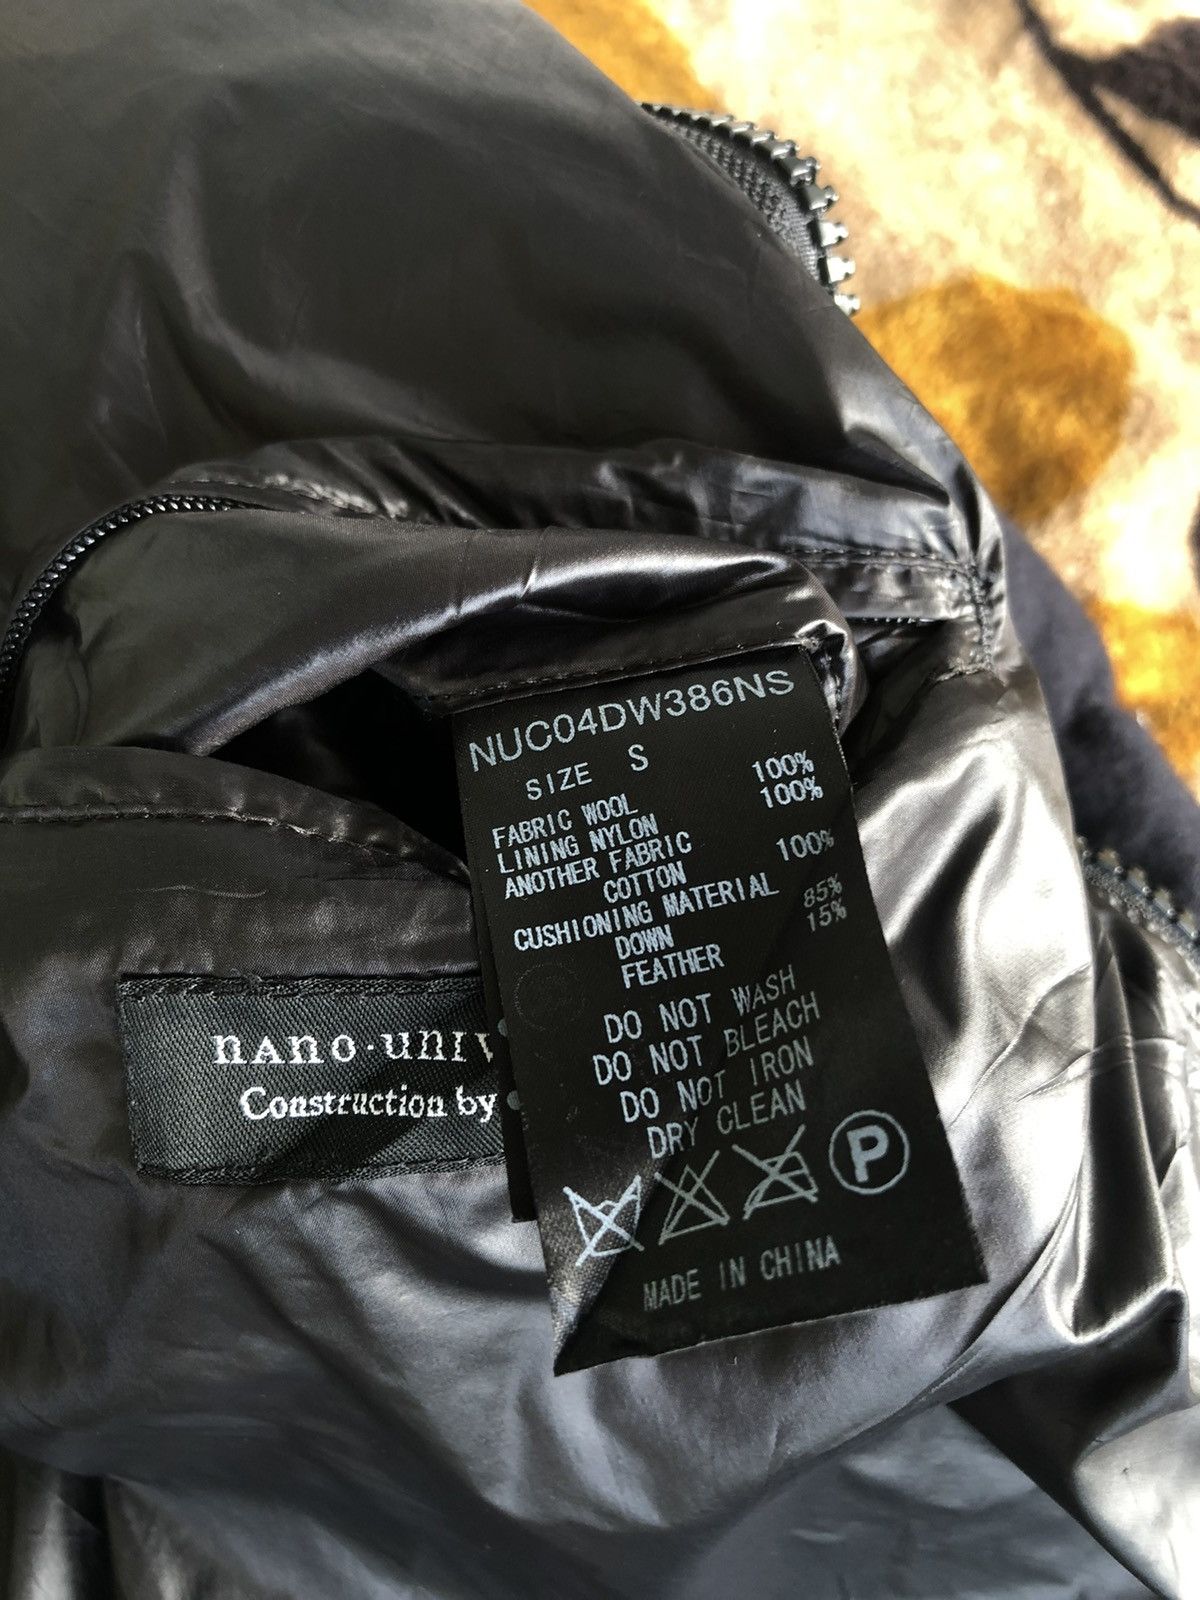 NUC04DW386NS
SIZE S
FABRIC WOOL 100%
LINING NYLON 100%
ANOTHER FABRIC
COTTON 100%
CUSHIONING MATERIAL
DOWN 85%
FEATHER 15%
DO NOT WASH
DO NOT BLEACH
DO NOT IRON
DRY CLEAN
P
MADE IN CHINA
nAno·unIV
Construction by